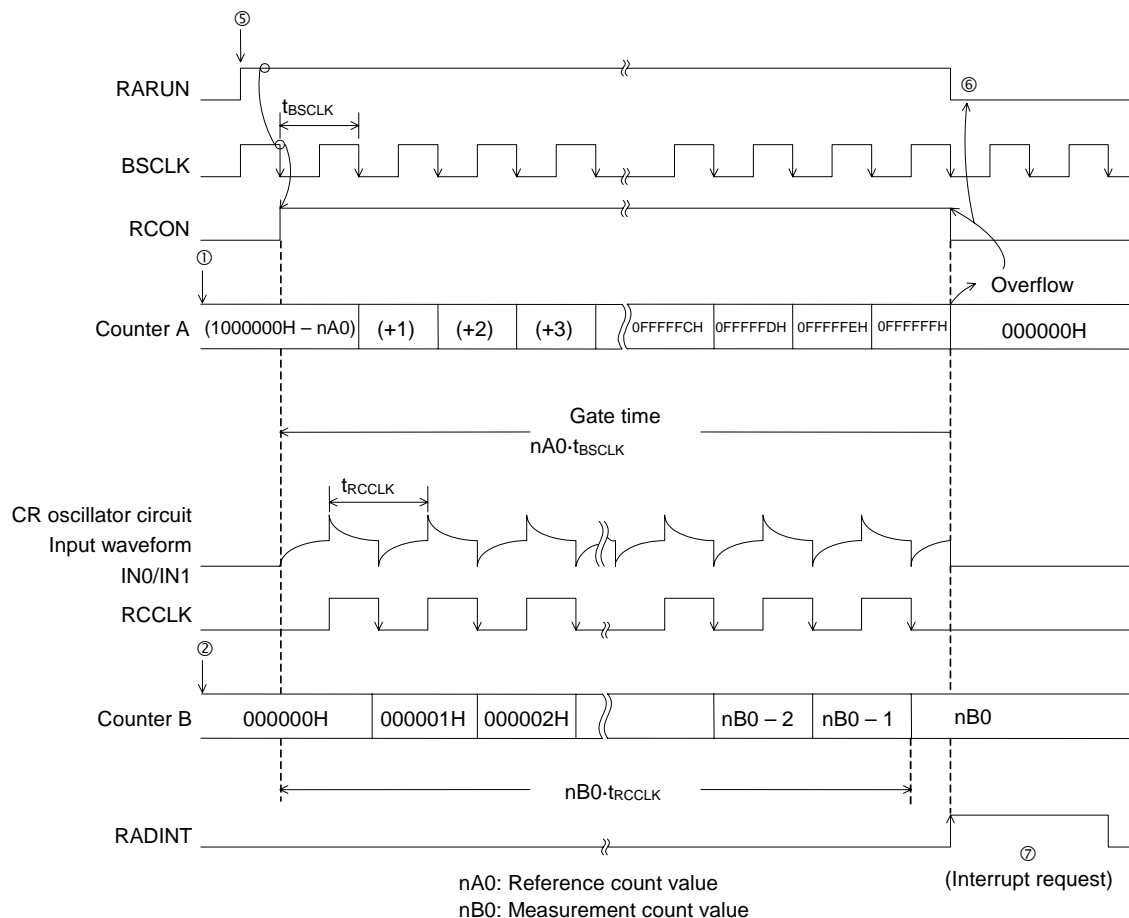 ⑤
RARUN
⑥
tBSCLK
BSCLK
RCON
①
Overflow
Counter A (1000000H – nA0) (+1) (+2) (+3) 0FFFFFCH 0FFFFFDH 0FFFFFEH 0FFFFFFH 000000H
Gate time
nA0·tBSCLK
tRCCLK
CR oscillator circuit
Input waveform
IN0/IN1
RCCLK
②
Counter B 000000H 000001H 000002H nB0 – 2 nB0 – 1 nB0
nB0·tRCCLK
RADINT
⑦
(Interrupt request)
nA0: Reference count value
nB0: Measurement count value